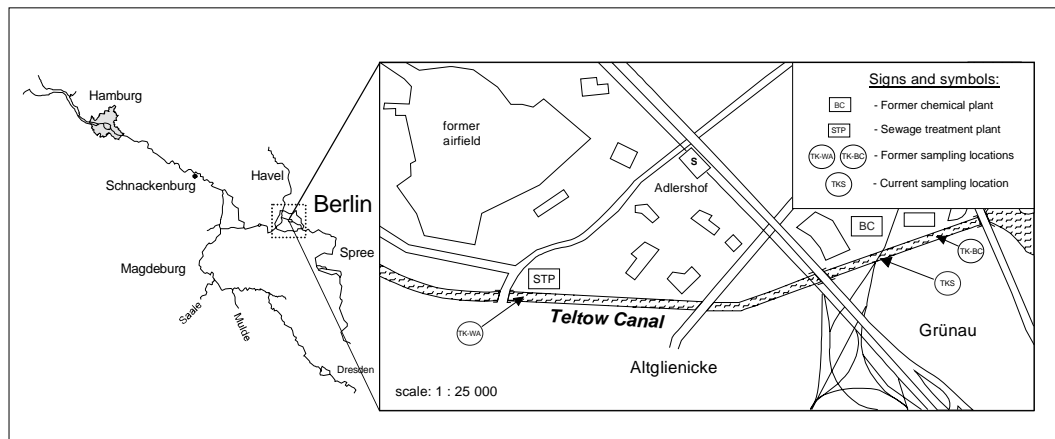 Hamburg
Schnackenburg
Havel
Berlin
Spree
Magdeburg
Saale
Mulde
Dresden
former
airfield
S
Adlershof
STP
BC
TK-WA
TK-BC
TKS
Teltow Canal
Altglienicke
Grünau
scale: 1 : 25 000
Signs and symbols:
BC - Former chemical plant
STP - Sewage treatment plant
TK-WA TK-BC - Former sampling locations
TKS - Current sampling location